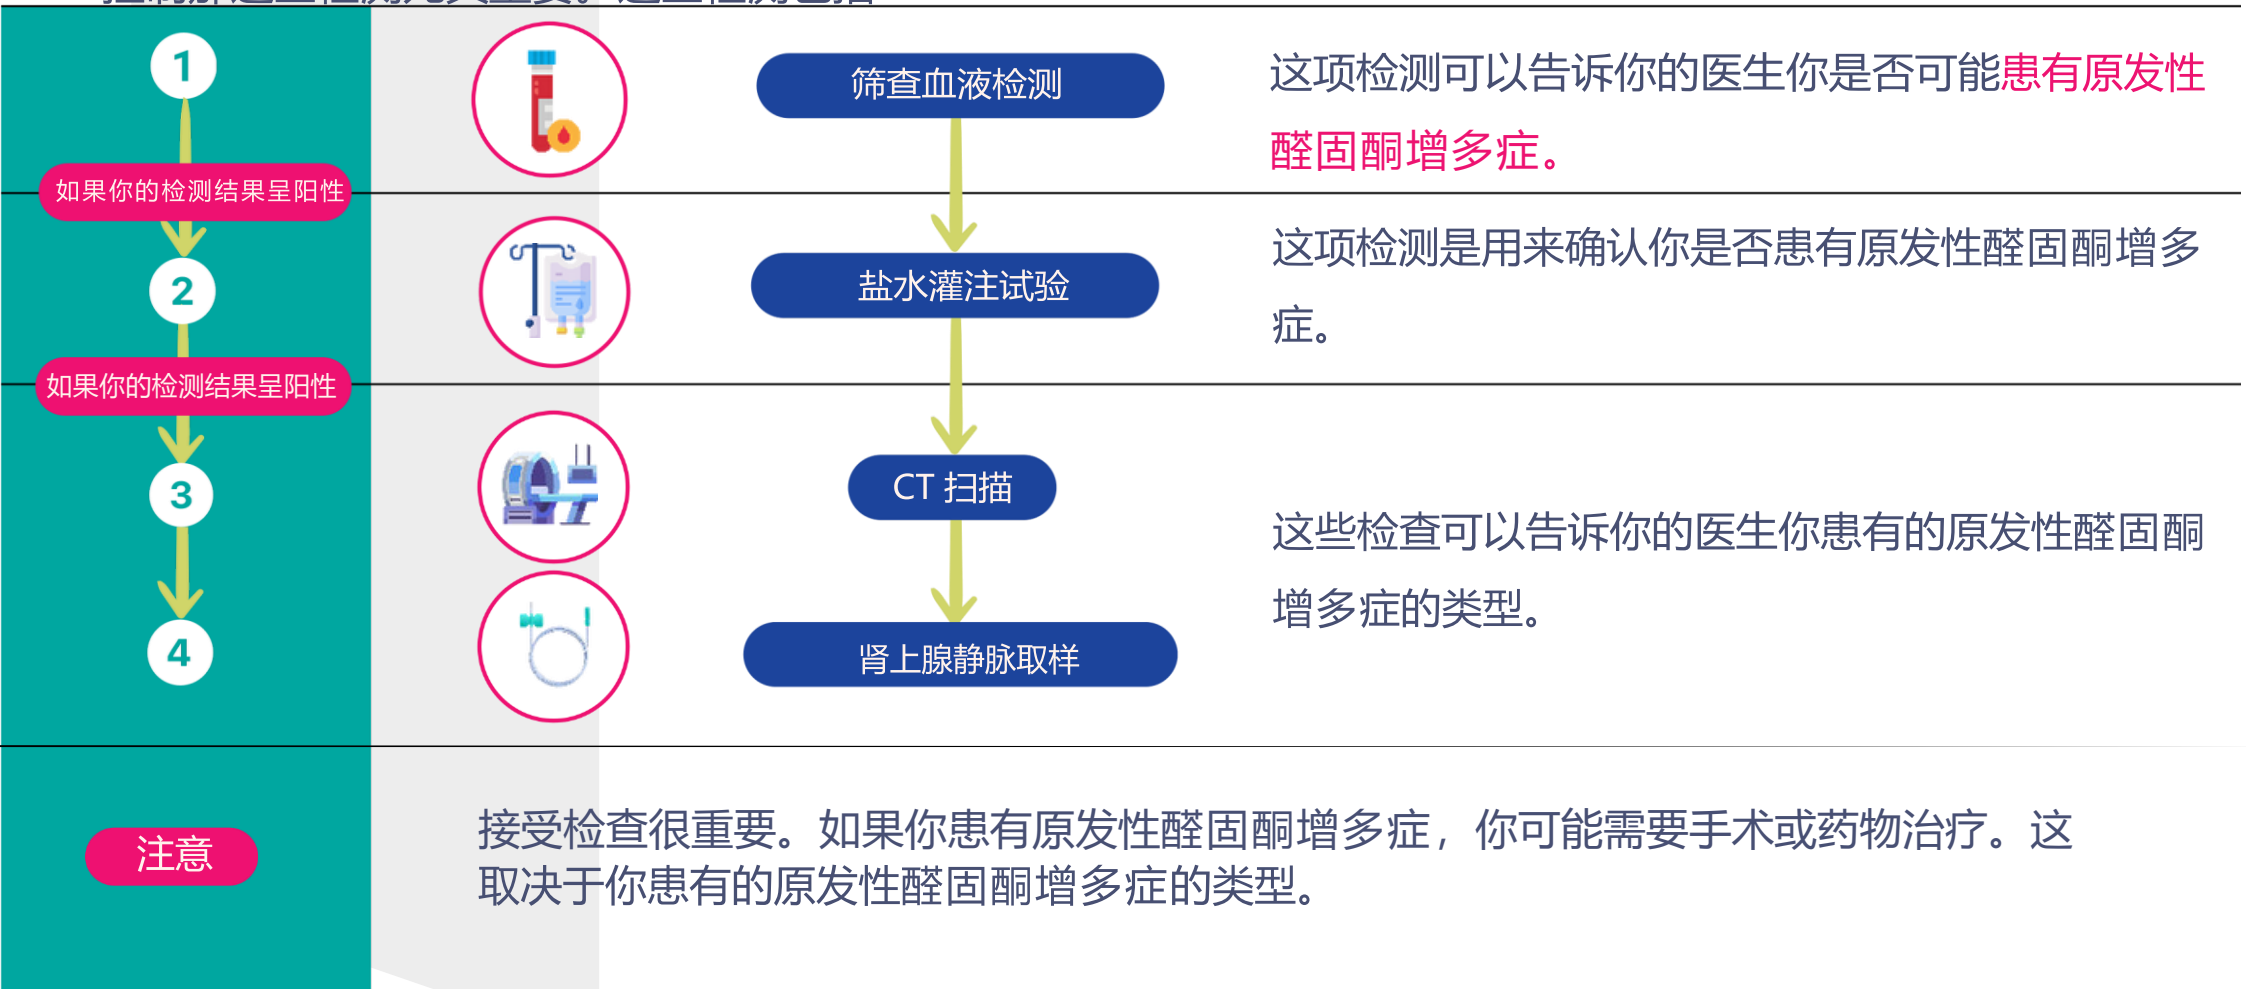 1
筛查血液检测
这项检测可以告诉你的医生你是否可能患有原发性
醛固酮增多症。
如果你的检测结果呈阳性
2
盐水灌注试验
这项检测是用来确认你是否患有原发性醛固酮增多
症。
如果你的检测结果呈阳性
3
CT 扫描
这些检查可以告诉你的医生你患有的原发性醛固酮
增多症的类型。
4
肾上腺静脉取样
注意
接受检查很重要。如果你患有原发性醛固酮增多症，你可能需要手术或药物治疗。这
取决于你患有的原发性醛固酮增多症的类型。